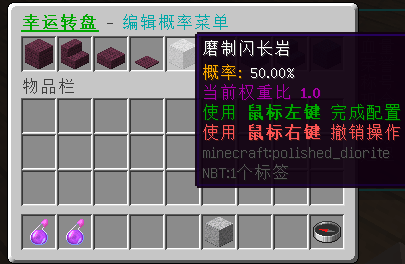 幸运转盘 - 编辑概率菜单
磨制闪长岩
概率: 50.00%
当前权重比 1.0
使用 鼠标左键 完成配置
使用 鼠标右键 撤销操作
minecraft:polished_diorite
NBT:1个标签
物品栏